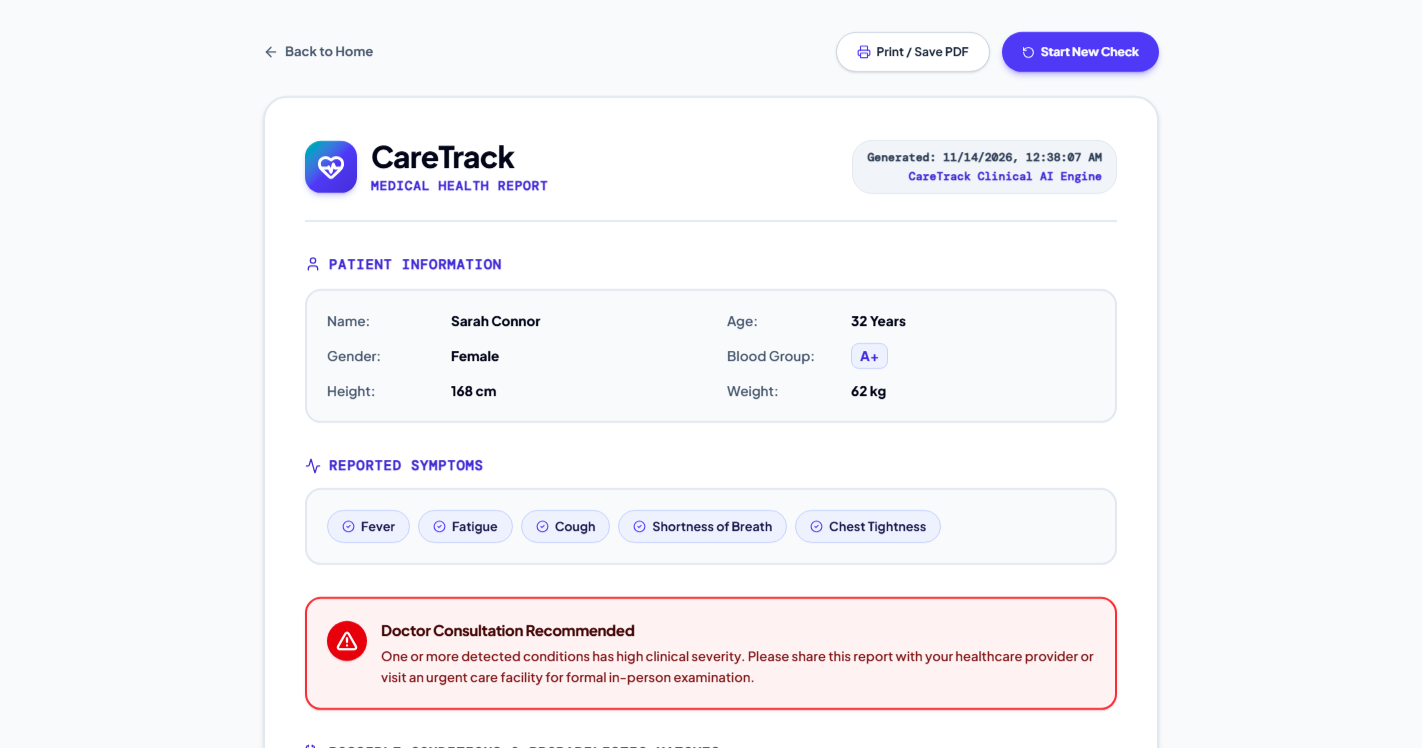 Back to Home
Print / Save PDF
Start New Check
CareTrack
MEDICAL HEALTH REPORT
Generated: 11/14/2026, 12:38:07 AM
CareTrack Clinical AI Engine
PATIENT INFORMATION
Name: Sarah Connor Age: 32 Years
Gender: Female Blood Group: A+
Height: 168 cm Weight: 62 kg
REPORTED SYMPTOMS
Fever Fatigue Cough Shortness of Breath Chest Tightness
Doctor Consultation Recommended
One or more detected conditions has high clinical severity. Please share this report with your healthcare provider or
visit an urgent care facility for formal in-person examination.